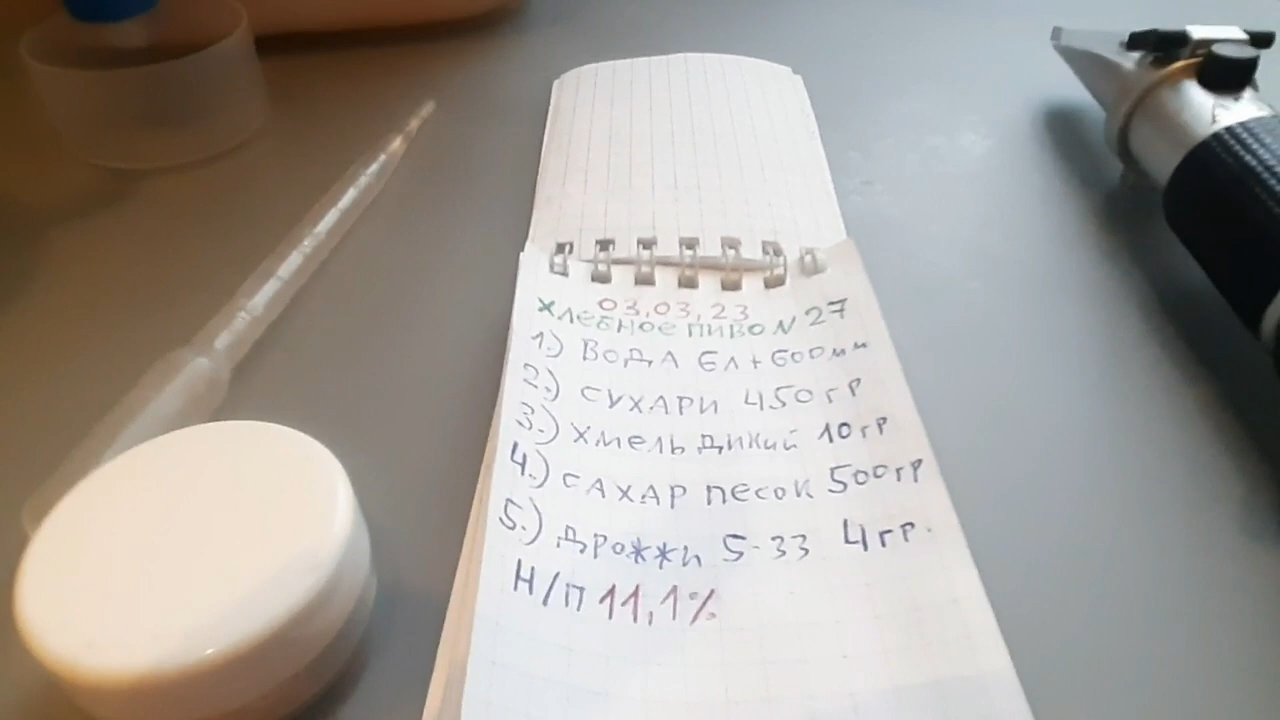 03,03,23
ХЛЕБНОЕ ПИВО N 27
1.) ВОДА 6Л+600мл
2.) СУХАРИ 450гР
3.) ХМЕЛЬ ДИКИЙ 10гР
4.) САХАР ПЕСОК 500гР
5.) ДРОЖЖИ S-33 4гР.
Н/П 11,1%